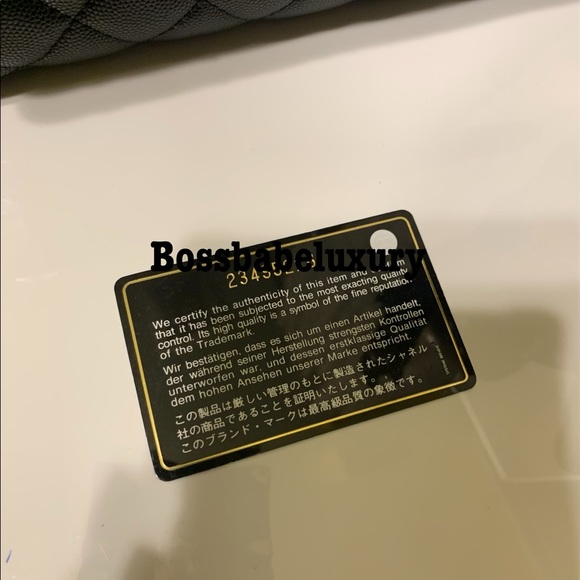 Bossbabeluxury
We certify the authenticity of this item and
that it has been subjected to the most exacting quality
control. Its high quality is a symbol of the fine reputation
of the Trademark.
Wir bestätigen, dass es sich um einen Artikel handelt,
der während seiner Herstellung strengsten Kontrollen
unterworfen war, und dessen erstklassige Qualität
dem hohen Ansehen unserer Marke entspricht.
この製品は厳しい管理のもとに製造されたシャネル
社の商品であることを証明いたします。
このブランド・マークは最高級品質の象徴です。